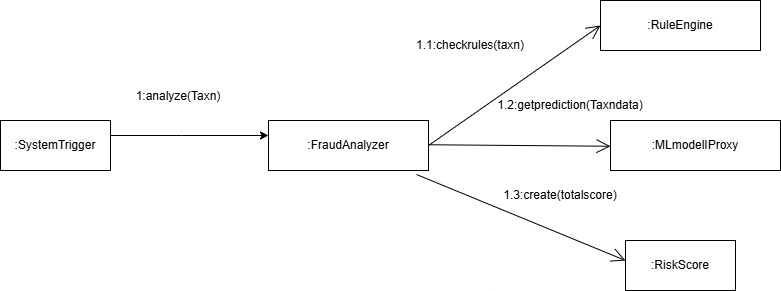 :RuleEngine
1.1:checkrules(taxn)
1:analyze(Taxn)
1.2:getprediction(Taxndata)
:SystemTrigger
:FraudAnalyzer
:MLmodellProxy
1.3:create(totalscore)
:RiskScore